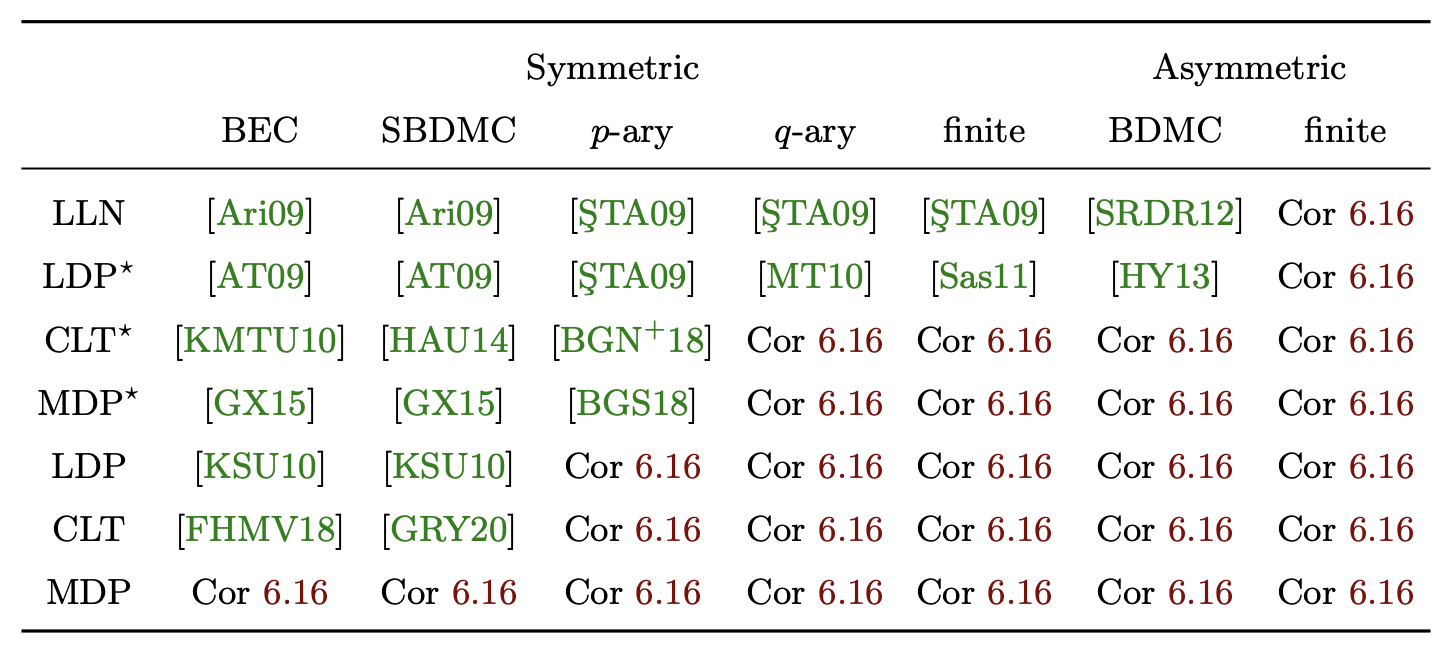 Symmetric Asymmetric
BEC SBDMC p-ary q-ary finite BDMC finite
LLN [Ari09] [Ari09] [ŞTA09] [ŞTA09] [ŞTA09] [SRDR12] Cor 6.16
LDP* [AT09] [AT09] [ŞTA09] [MT10] [Sas11] [HY13] Cor 6.16
CLT* [KMTU10] [HAU14] [BGN+18] Cor 6.16 Cor 6.16 Cor 6.16 Cor 6.16
MDP* [GX15] [GX15] [BGS18] Cor 6.16 Cor 6.16 Cor 6.16 Cor 6.16
LDP [KSU10] [KSU10] Cor 6.16 Cor 6.16 Cor 6.16 Cor 6.16 Cor 6.16
CLT [FHMV18] [GRY20] Cor 6.16 Cor 6.16 Cor 6.16 Cor 6.16 Cor 6.16
MDP Cor 6.16 Cor 6.16 Cor 6.16 Cor 6.16 Cor 6.16 Cor 6.16 Cor 6.16